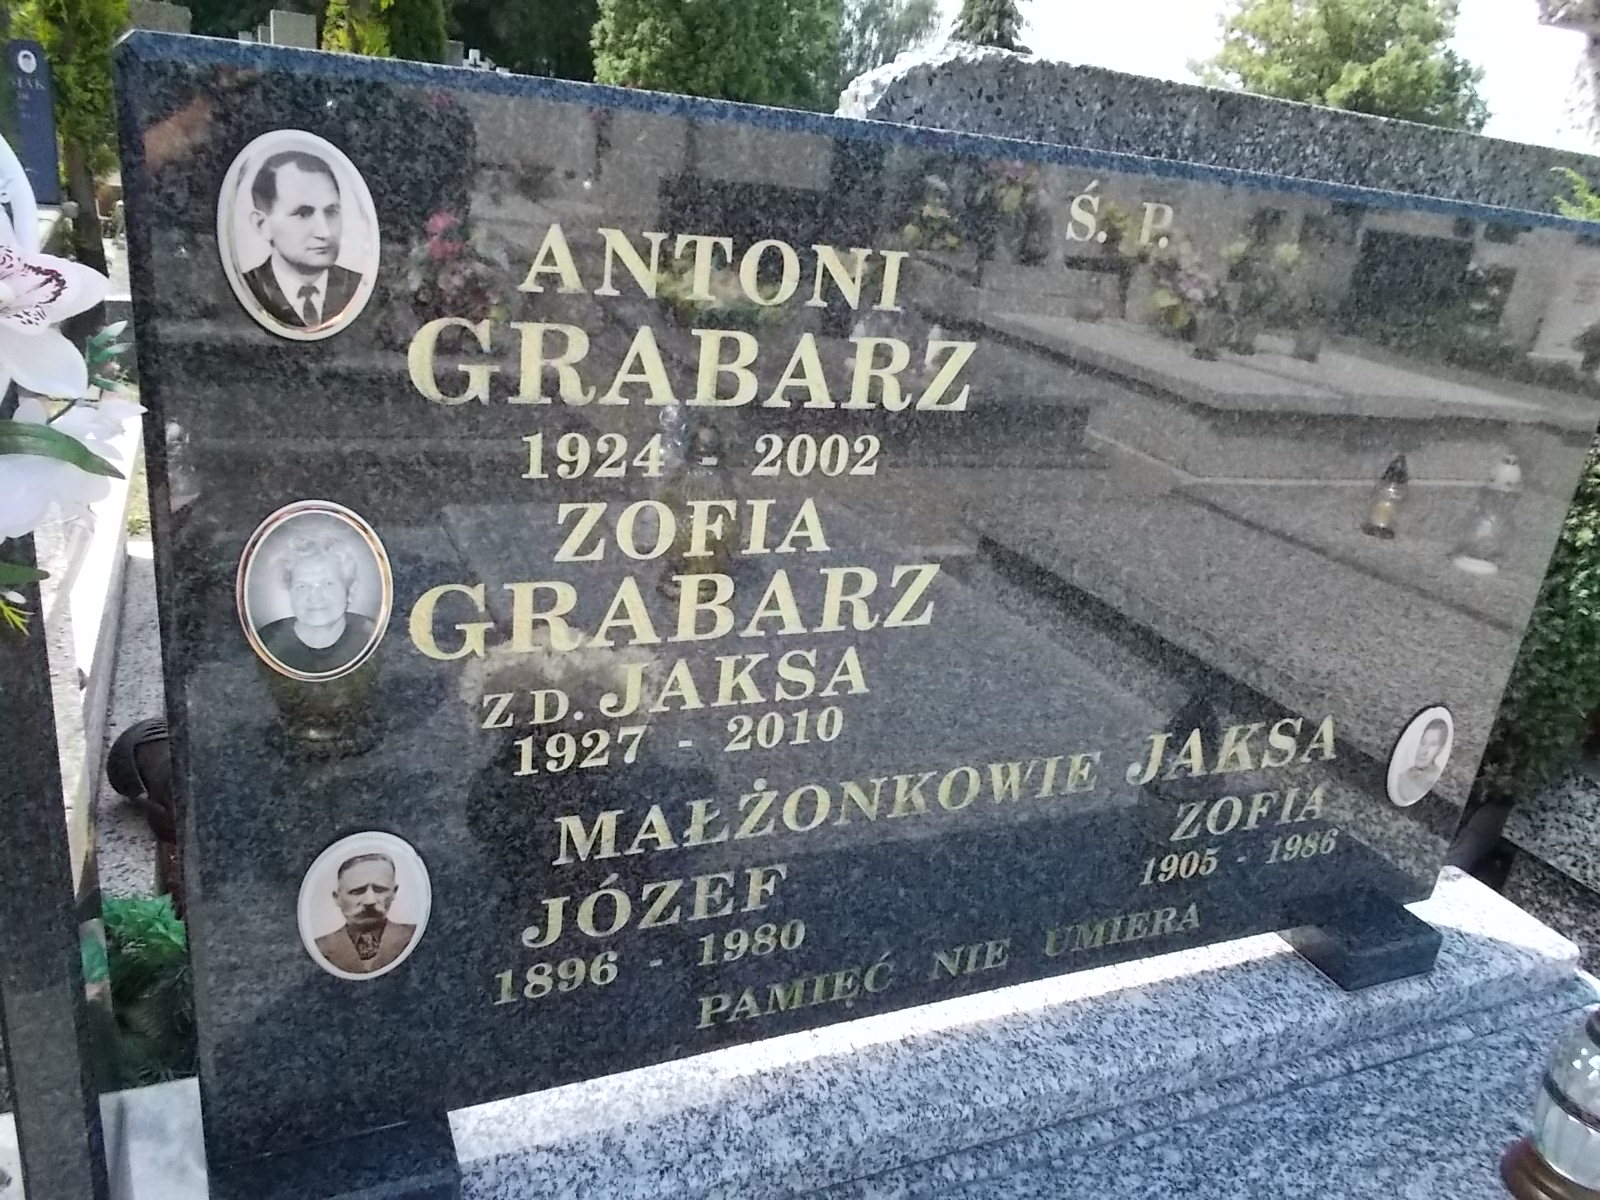 Ś. P.
ANTONI
GRABARZ
1924 - 2002
ZOFIA
GRABARZ
Z D. JAKSA
1927 - 2010
MAŁŻONKOWIE JAKSA
JÓZEF
1896 - 1980
ZOFIA
1905 - 1986
PAMIĘĆ NIE UMIERA